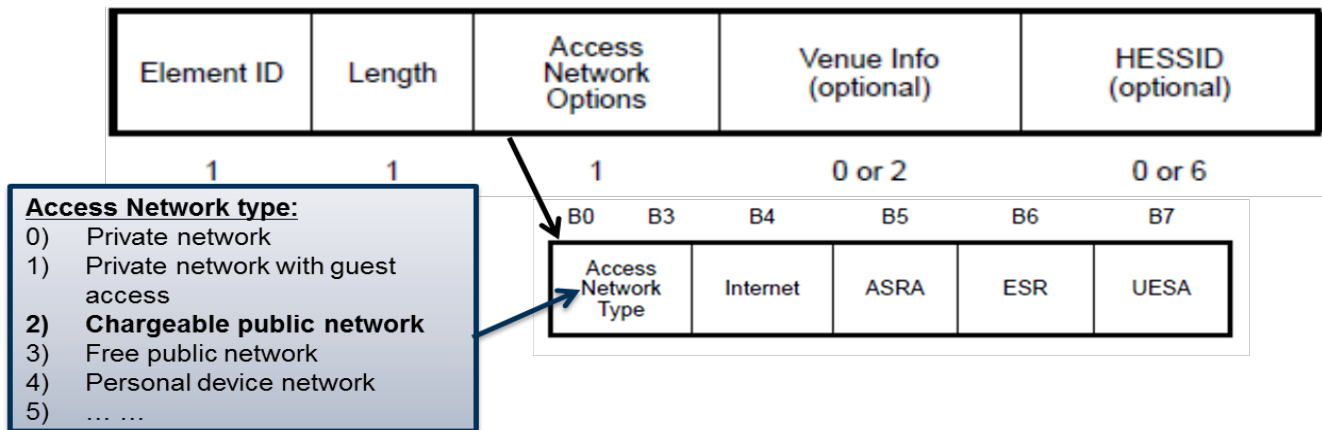 Element ID
Length
Access
Network
Options
Venue Info
(optional)
HESSID
(optional)
1
1
1
0 or 2
0 or 6
Access Network type:
0) Private network
1) Private network with guest
access
2) Chargeable public network
3) Free public network
4) Personal device network
5) ... ...
B0
B3
B4
B5
B6
B7
Access
Network
Type
Internet
ASRA
ESR
UESA